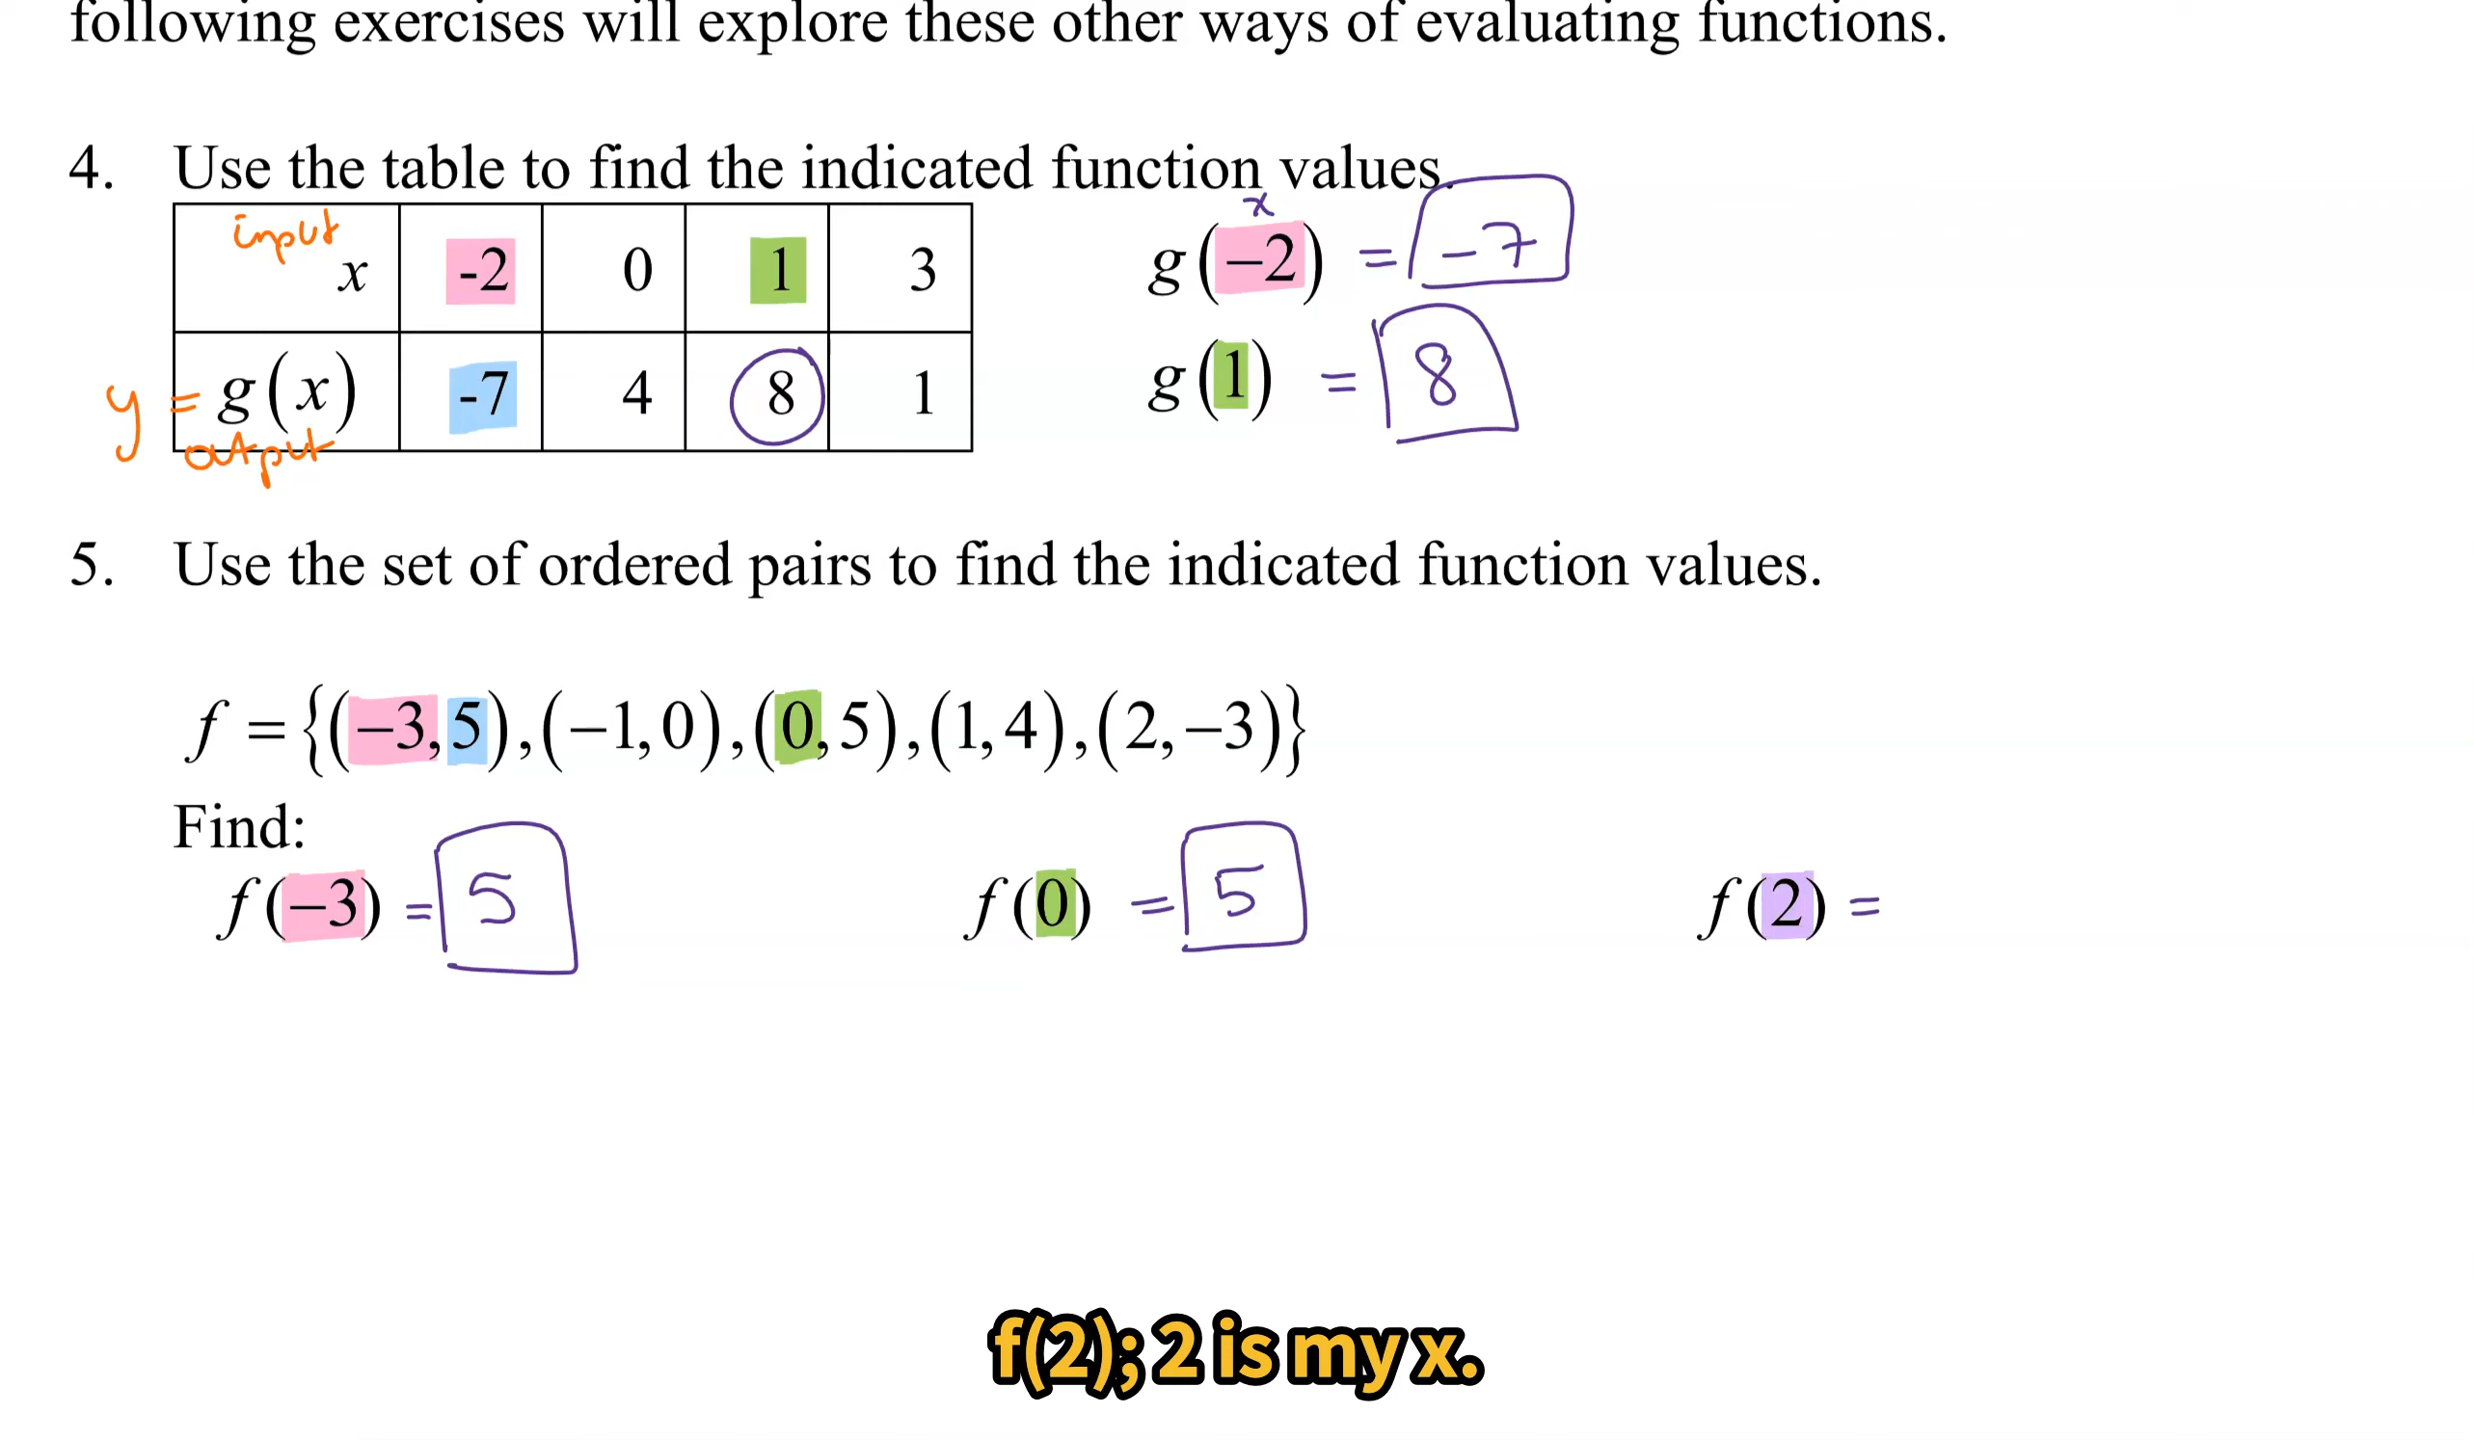 following exercises will explore these other ways of evaluating functions.
4. Use the table to find the indicated function values.
input
x -2 0 1 3
y = g(x) -7 4 8 1
output
x
g(−2) = −7
g(1) = 8
5. Use the set of ordered pairs to find the indicated function values.
f = {(−3, 5), (−1, 0), (0, 5), (1, 4), (2, −3)}
Find:
f(−3) = 5 f(0) = 5 f(2) =
f(2); 2 is my x.